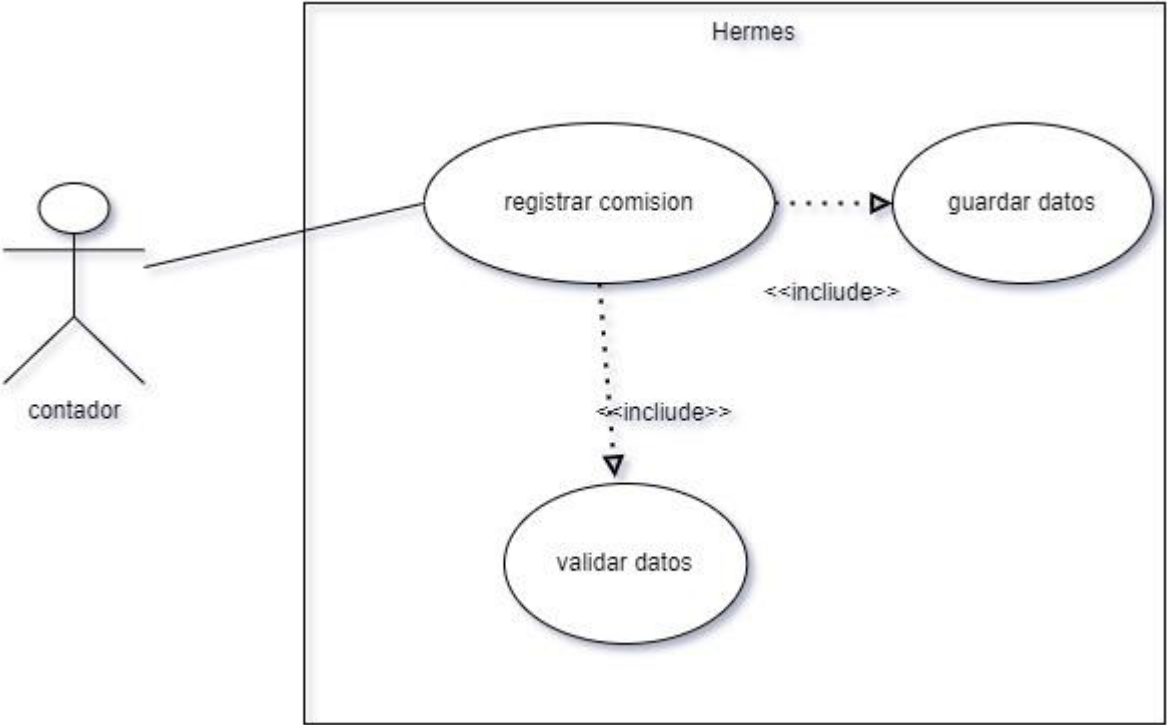 Hermes
registrar comision
guardar datos
<<incliude>>
contador
<<incliude>>
validar datos